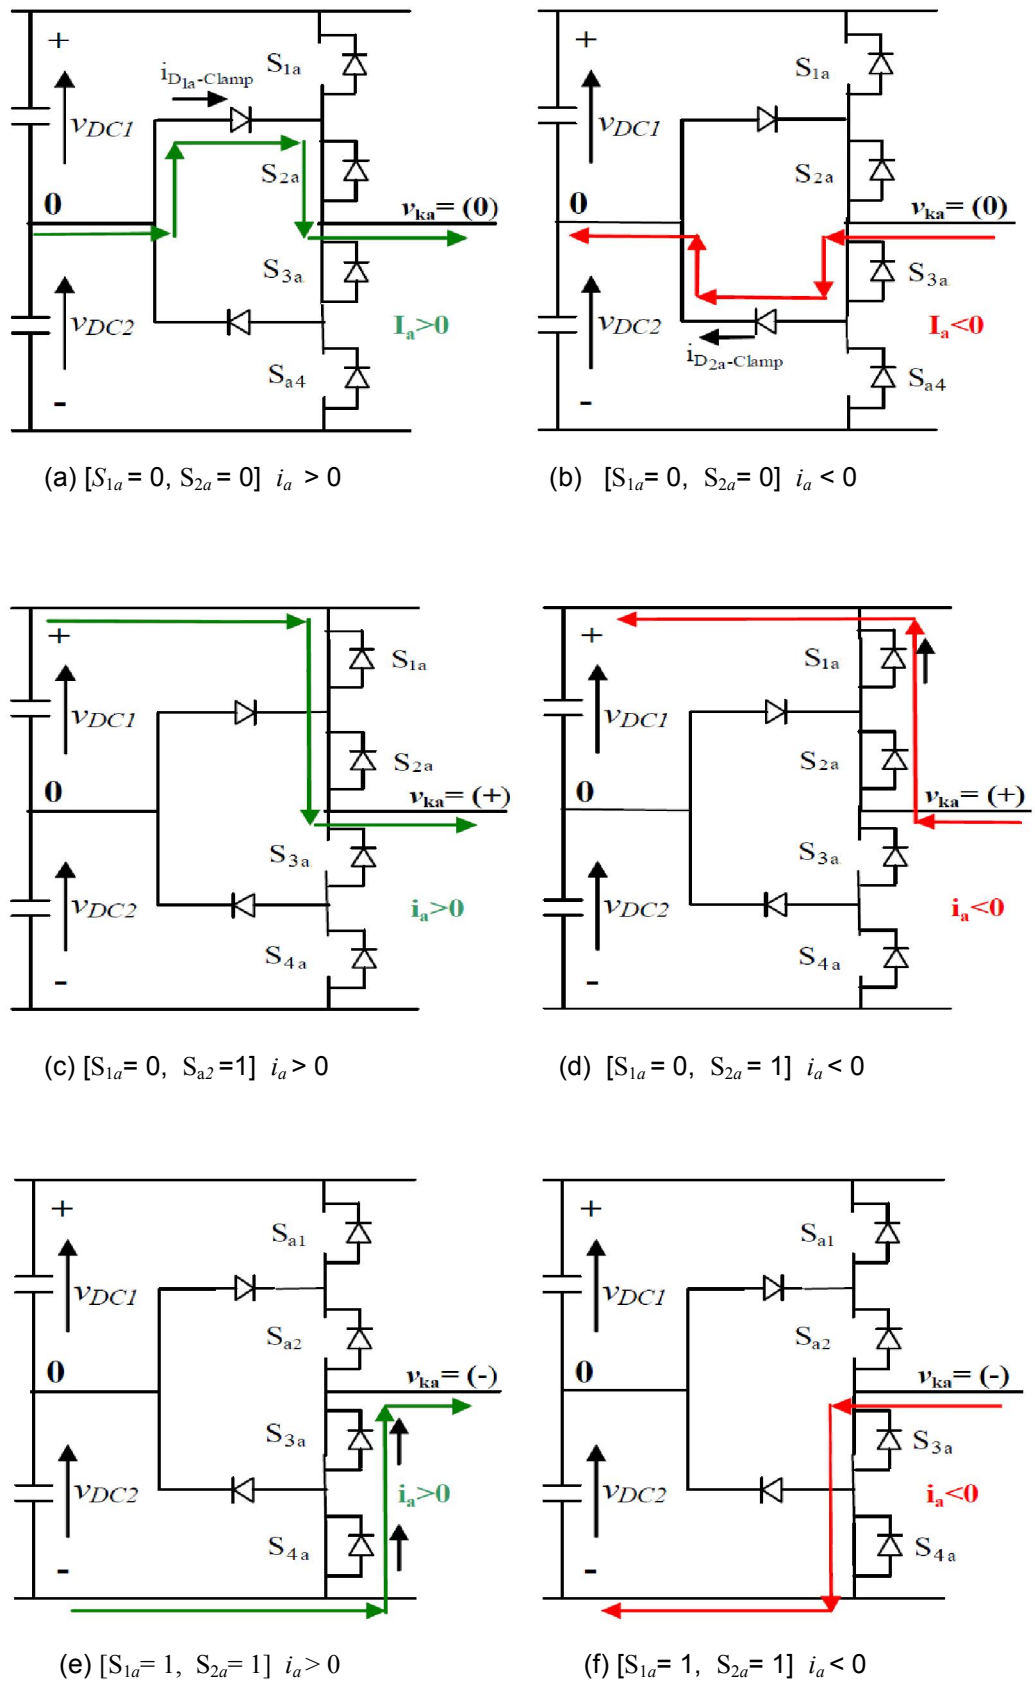 +
S1a
iD1a-Clamp
vDC1
S2a
0
vka= (0)
S3a
vDC2
Ia>0
Sa4
-
(a) [S1a = 0, S2a = 0] ia > 0
+
S1a
vDC1
S2a
0
vka= (0)
S3a
vDC2
Ia<0
iD2a-Clamp
Sa4
-
(b) [S1a= 0, S2a = 0] ia < 0
+
S1a
vDC1
S2a
0
vka= (+)
S3a
vDC2
ia>0
S4a
-
(c) [S1a= 0, Sa2 =1] ia > 0
+
S1a
vDC1
S2a
0
vka= (+)
S3a
vDC2
ia<0
S4a
-
(d) [S1a = 0, S2a = 1] ia < 0
+
Sa1
vDC1
Sa2
0
vka= (-)
S3a
vDC2
ia>0
S4a
-
(e) [S1a= 1, S2a= 1] ia > 0
+
Sa1
vDC1
Sa2
0
vka= (-)
S3a
vDC2
ia<0
S4a
-
(f) [S1a = 1, S2a = 1] ia < 0